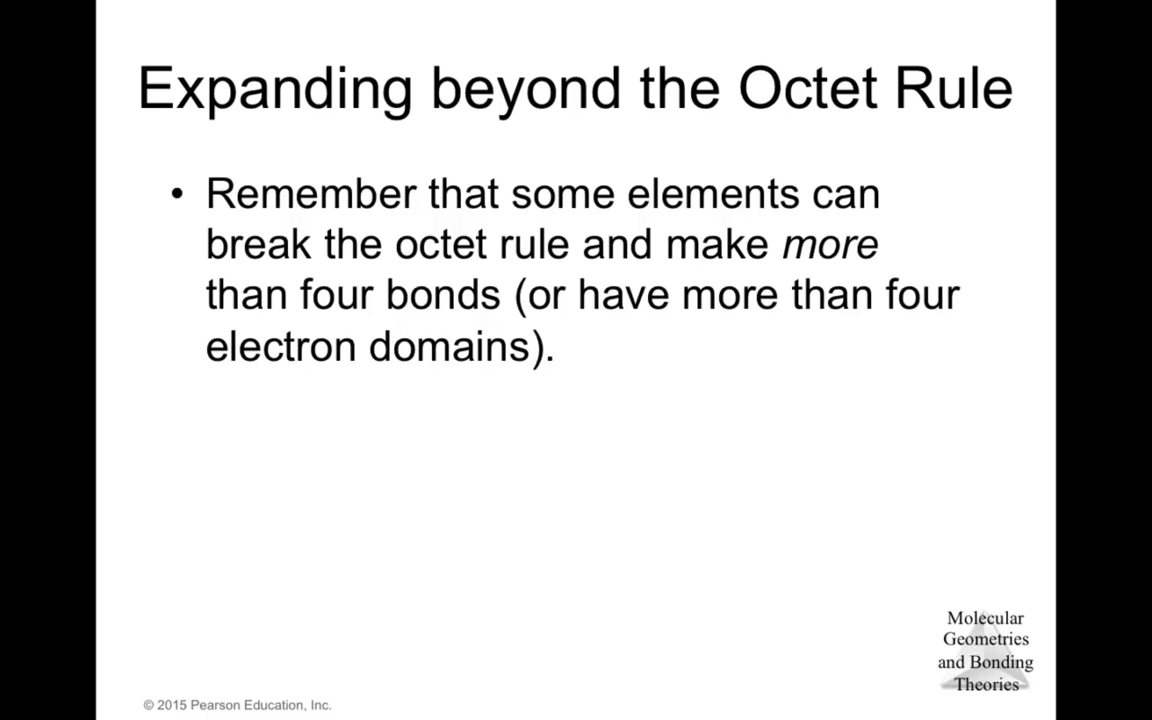 Expanding beyond the Octet Rule
• Remember that some elements can
break the octet rule and make more
than four bonds (or have more than four
electron domains).
Molecular
Geometries
and Bonding
Theories
© 2015 Pearson Education, Inc.